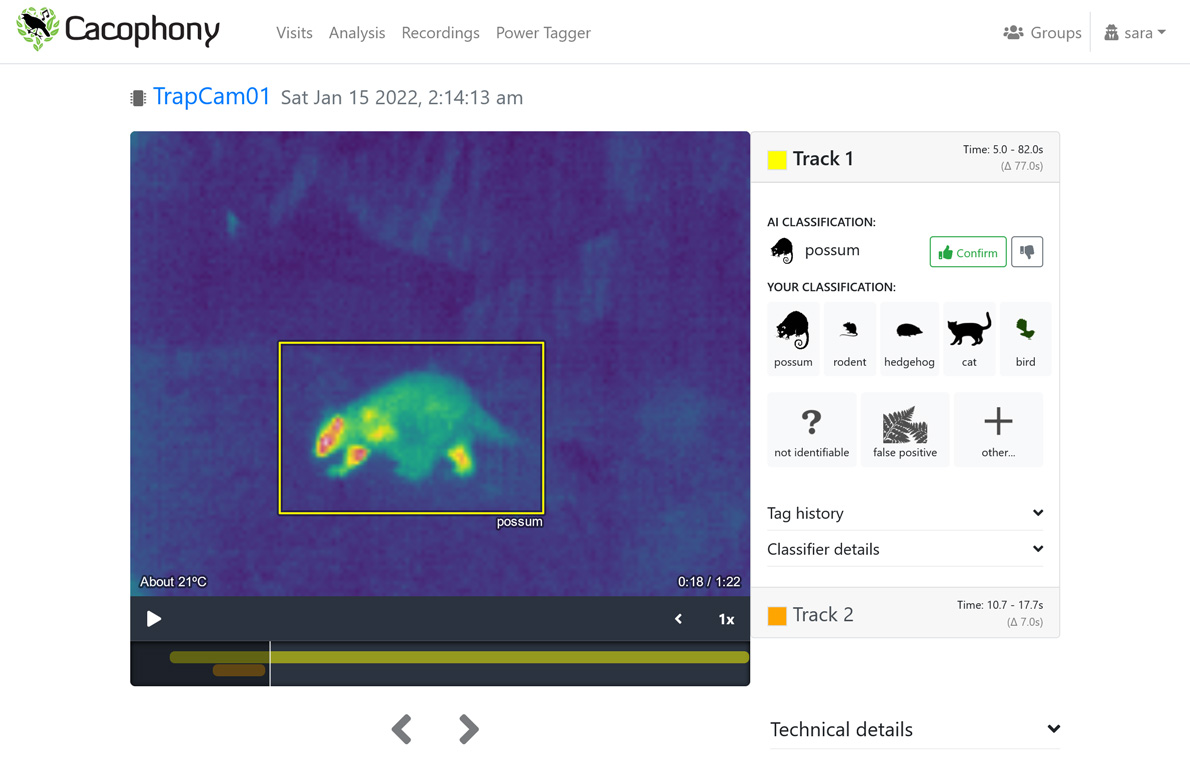 Cacophony
Visits Analysis Recordings Power Tagger
Groups
sara
TrapCam01 Sat Jan 15 2022, 2:14:13 am
possum
About 21°C
0:18 / 1:22
1x
Track 1
Time: 5.0 - 82.0s
(Δ 77.0s)
AI CLASSIFICATION:
possum
Confirm
YOUR CLASSIFICATION:
possum rodent hedgehog cat bird
not identifiable false positive other...
Tag history
Classifier details
Track 2
Time: 10.7 - 17.7s
(Δ 7.0s)
Technical details